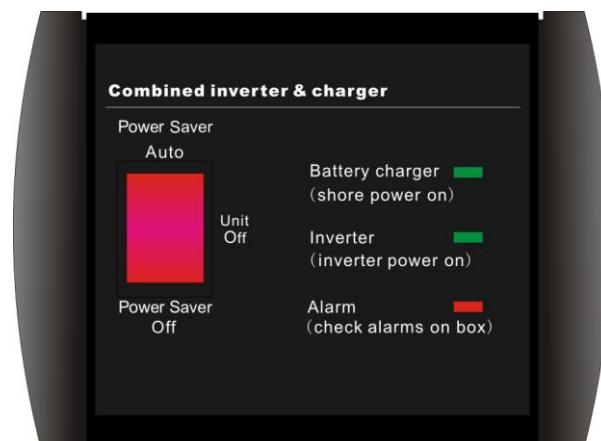 Combined inverter & charger
Power Saver
Auto
Unit
Off
Power Saver
Off
Battery charger
(shore power on)
Inverter
(inverter power on)
Alarm
(check alarms on box)